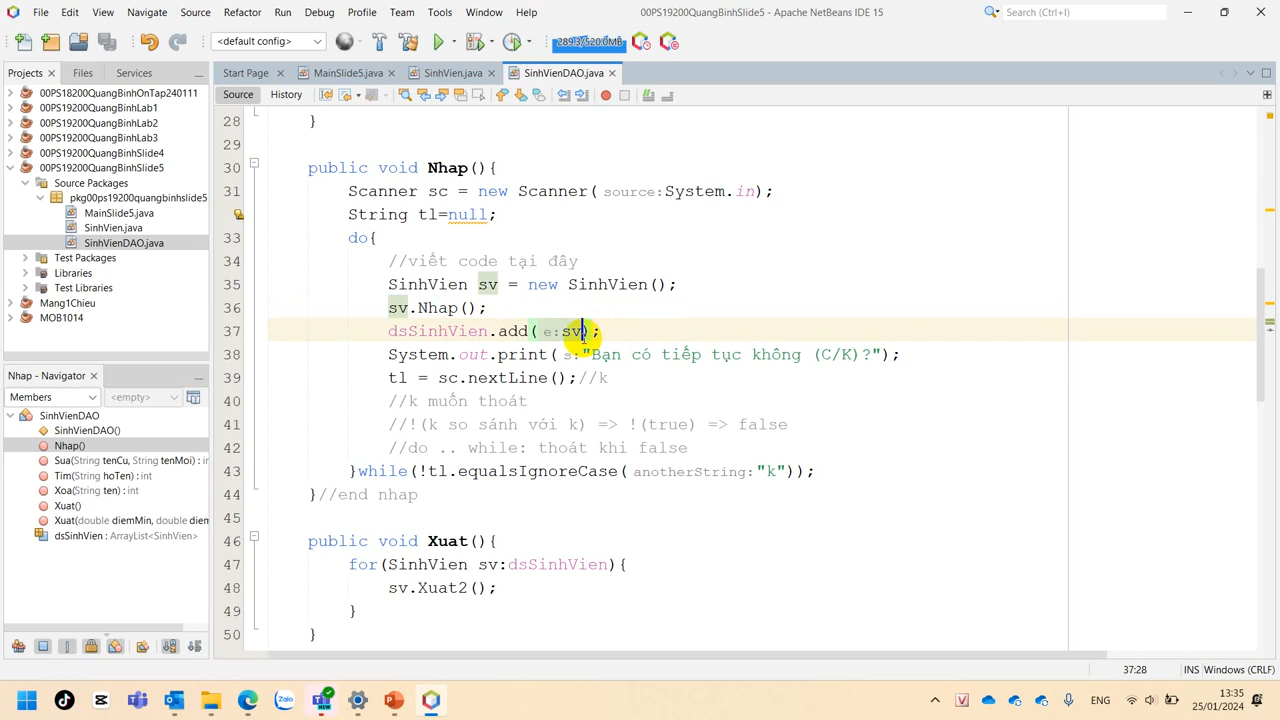 File Edit View Navigate Source Refactor Run Debug Profile Team Tools Window Help
00PS19200QuangBinhSlide5 - Apache NetBeans IDE 15
Search (Ctrl+I)
<default config>
289.3/520.0MB
Projects Files Services
Start Page MainSlide5.java SinhVien.java SinhVienDAO.java
Source History
00PS18200QuangBinhOnTap240111
00PS19200QuangBinhLab1
00PS19200QuangBinhLab2
00PS19200QuangBinhLab3
00PS19200QuangBinhSlide4
00PS19200QuangBinhSlide5
Source Packages
pkg00ps19200quangbinhslide5
MainSlide5.java
SinhVien.java
SinhVienDAO.java
Test Packages
Libraries
Test Libraries
Mang1Chieu
MOB1014
Nhap - Navigator
Members <empty>
SinhVienDAO
SinhVienDAO()
Nhap()
Sua(String tenCu, String tenMoi) : in
Tim(String hoTen) : int
Xoa(String ten) : int
Xuat()
Xuat(double diemMin, double diem
dsSinhVien : ArrayList<SinhVien>
28 }
29
30 public void Nhap(){
31 Scanner sc = new Scanner( source:System.in);
String tl=null;
33 do{
34 //viết code tại đây
35 SinhVien sv = new SinhVien();
36 sv.Nhap();
37 dsSinhVien.add( e:sv);
38 System.out.print( s:"Bạn có tiếp tục không (C/K)?");
39 tl = sc.nextLine();//k
40 //k muốn thoát
41 //!(k so sánh với k) => !(true) => false
42 //do .. while: thoát khi false
43 }while(!tl.equalsIgnoreCase( anotherString:"k"));
44 }//end nhap
45
46 public void Xuat(){
47 for(SinhVien sv:dsSinhVien){
48 sv.Xuat2();
49 }
50 }
37:28 INS Windows (CRLF)
Zalo
NEW
ENG
13:35
25/01/2024